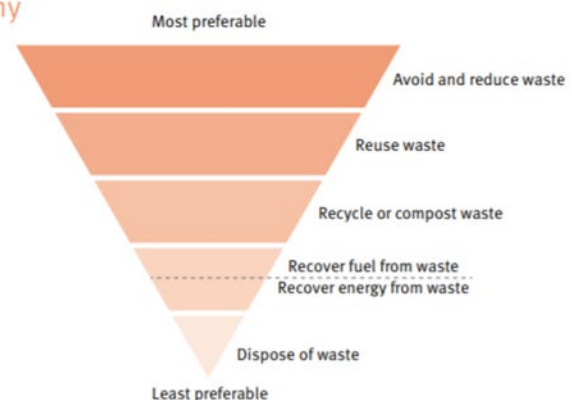 Most preferable
Avoid and reduce waste
Reuse waste
Recycle or compost waste
Recover fuel from waste
Recover energy from waste
Dispose of waste
Least preferable